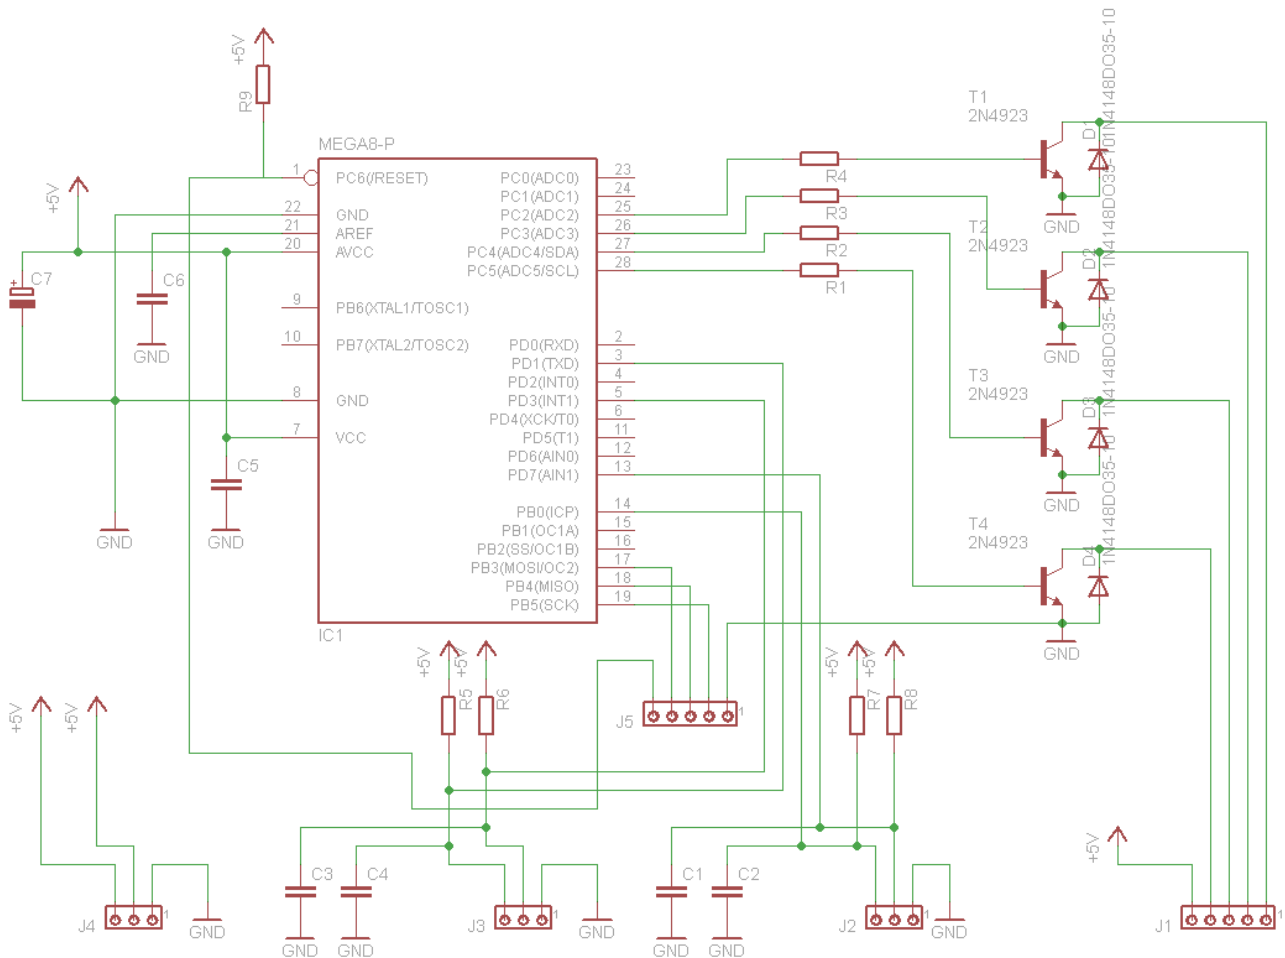 +5V
R9
MEGA8-P
1
PC6(/RESET)
22
GND
21
AREF
20
AVCC
9
PB6(XTAL1/TOSC1)
10
PB7(XTAL2/TOSC2)
8
GND
7
VCC
PC0(ADC0)
23
PC1(ADC1)
24
PC2(ADC2)
25
PC3(ADC3)
26
PC4(ADC4/SDA)
27
PC5(ADC5/SCL)
28
PD0(RXD)
2
PD1(TXD)
3
PD2(INT0)
4
PD3(INT1)
5
PD4(XCK/T0)
6
PD5(T1)
11
PD6(AIN0)
12
PD7(AIN1)
13
PB0(ICP)
14
PB1(OC1A)
15
PB2(SS/OC1B)
16
PB3(MOSI/OC2)
17
PB4(MISO)
18
PB5(SCK)
19
IC1
+5V
+
C7
C6
GND
C5
GND
GND
R4
R3
R2
R1
T1
2N4923
D1
1N4148DO35-10
GND
T2
2N4923
D2
1N4148DO35-10
GND
T3
2N4923
D3
1N4148DO35-10
GND
T4
2N4923
D4
1N4148DO35-10
GND
+5V
+5V
R5
R6
J5
1
+5V
+5V
R7
R8
+5V
+5V
J4
1
GND
C3
GND
C4
GND
J3
1
GND
C1
GND
C2
GND
J2
1
GND
+5V
J1
1